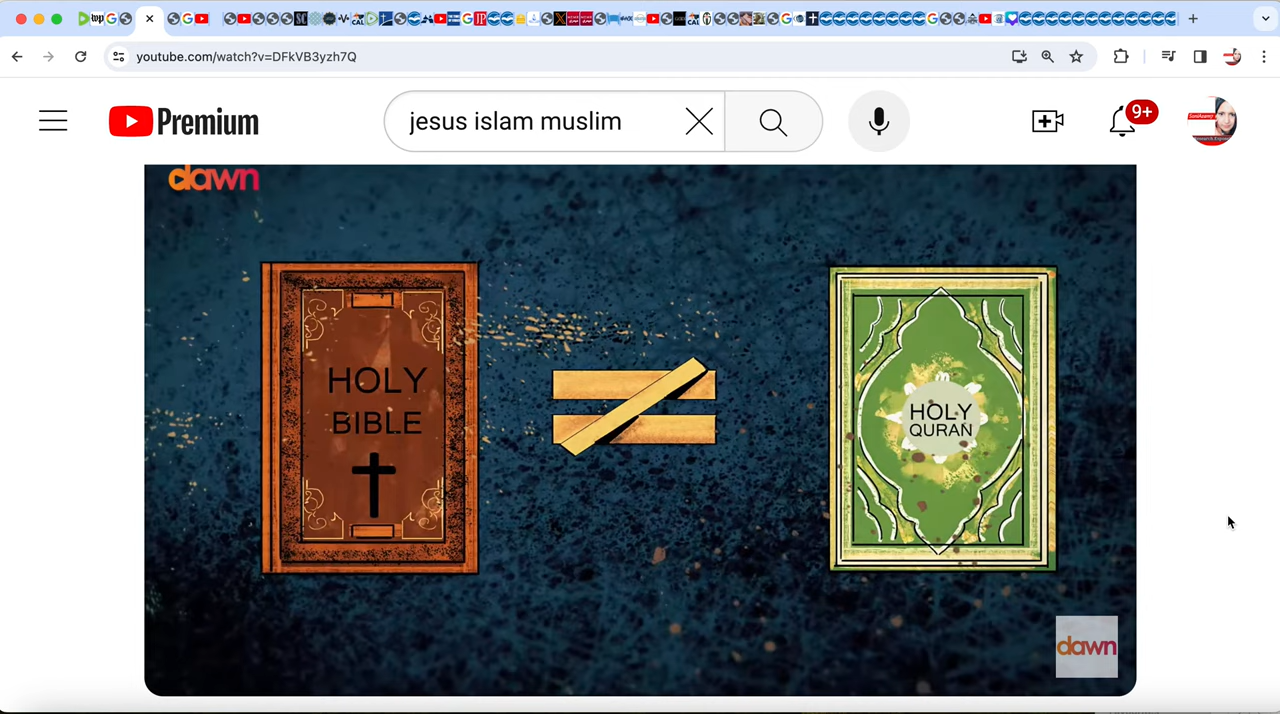 youtube.com/watch?v=DFkVB3yzh7Q
Premium
jesus islam muslim
9+
dawn
HOLY
BIBLE
HOLY
QURAN
dawn